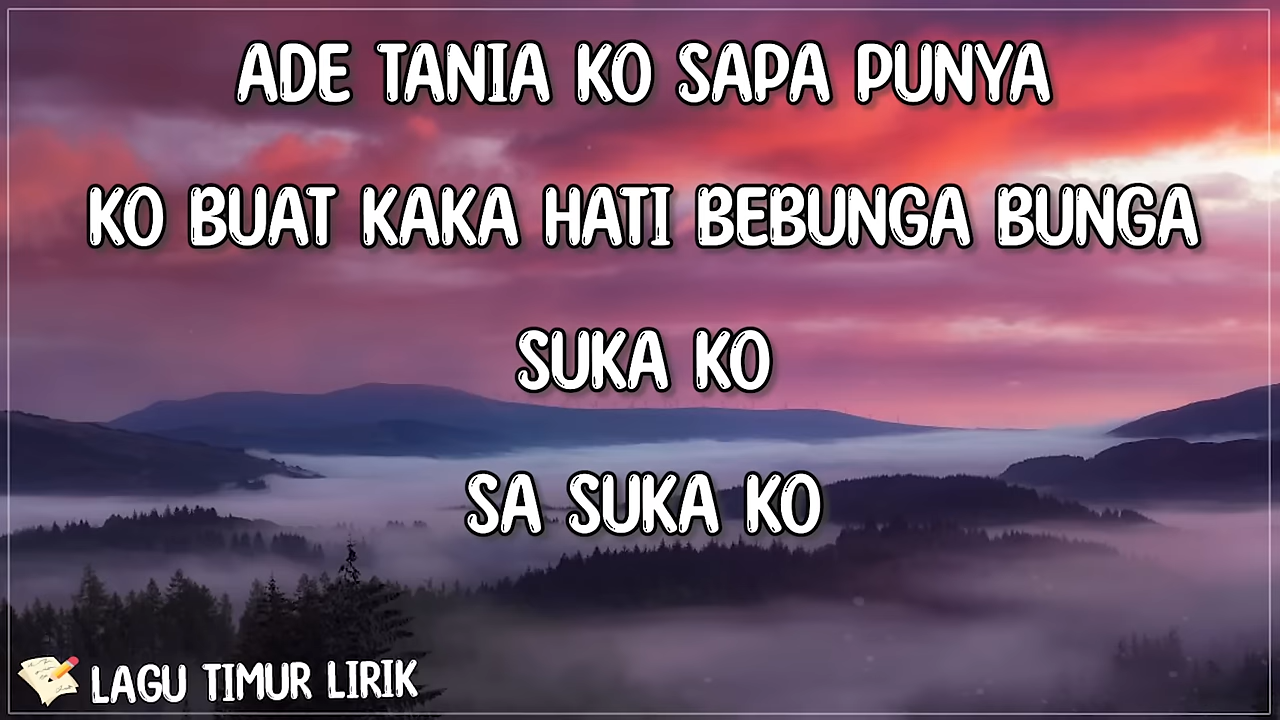 ADE TANIA KO SAPA PUNYA
KO BUAT KAKA HATI BEBUNGA BUNGA
SUKA KO
SA SUKA KO
LAGU TIMUR LIRIK